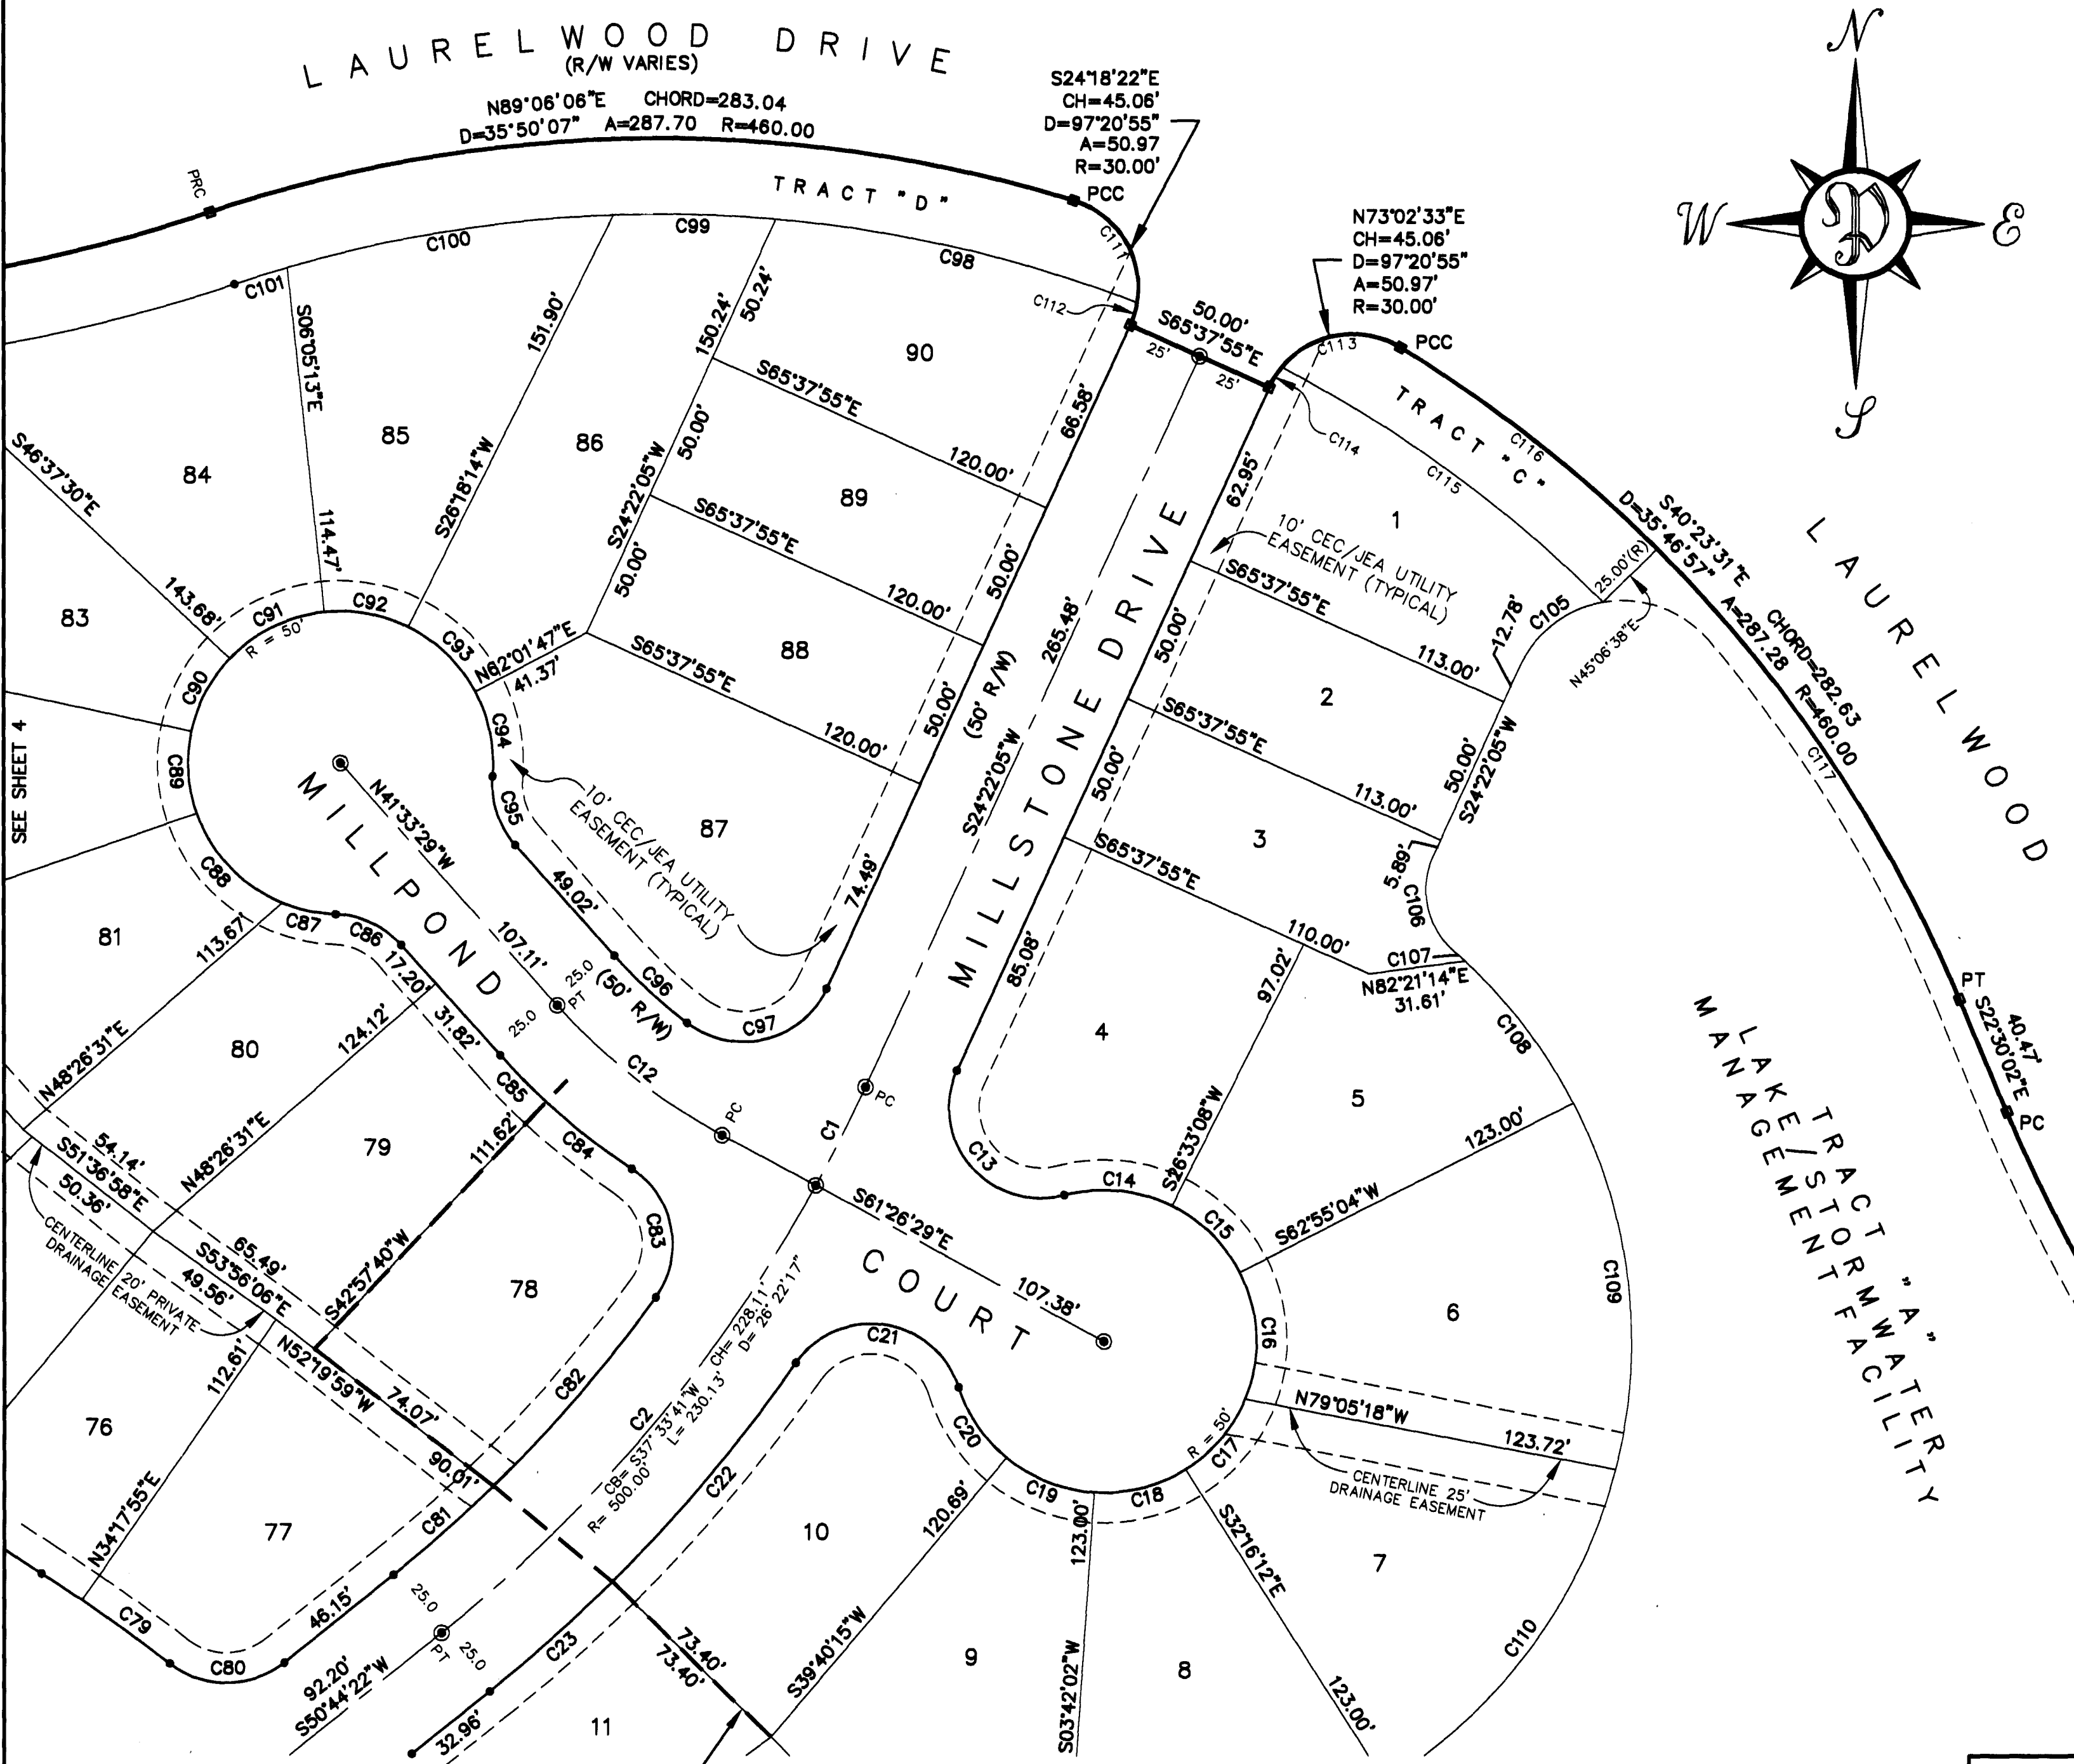 LAURELWOOD DRIVE
(R/W VARIES)
N89°06'06"E CHORD=283.04
D=35°50'07" A=287.70 R=460.00
S24°18'22"E
CH=45.06'
D=97°20'55"
A=50.97
R=30.00'
PCC
N
W
E
S
PRC
TRACT "D"
C111
N73°02'33"E
CH=45.06'
D=97°20'55"
A=50.97'
R=30.00'
C100
C99
C98
C101
C112
50.00'
S65°37'55"E
25'
25'
C113
PCC
S06°05'13"E
151.90'
150.24'
50.24'
90
66.58'
TRACT "C"
C116
C114
C115
S46°37'30"E
84
85
S26°18'14"W
86
S24°22'05"W
50.00'
S65°37'55"E
120.00'
62.95'
1
S40°23'31"E CHORD=282.63
D=35°46'57" A=287.28 R=460.00
LAURELWOOD
114.47'
89
S65°37'55"E
10' CEC/JEA UTILITY
EASEMENT (TYPICAL)
25.00'(R)
N45°06'38"E
143.68'
50.00'
120.00'
50.00'
S65°37'55"E
12.78'
C105
83
C91
R = 50'
C92
C93
N62°01'47"E
41.37'
88
S65°37'55"E
265.48'
50.00'
113.00'
C90
C94
120.00'
50.00'
(50' R/W)
2
S65°37'55"E
50.00'
S24°22'05"W
C117
SEE SHEET 4
C89
N41°33'29"W
C95
10' CEC/JEA UTILITY
EASEMENT (TYPICAL)
87
S24°22'05"W
MILLSTONE DRIVE
50.00'
113.00'
3
S65°37'55"E
5.89'
C106
C88
49.02'
74.49'
C87
C86
MILLPOND
81
113.67'
17.20'
107.11'
25.0
PT
C96
(50' R/W)
C97
85.08'
97.02'
110.00'
C107
N82°21'14"E
31.61'
PT
40.47'
S22°30'02"E
PC
124.12'
31.82'
25.0
N48°26'31"E
80
C85
C12
4
C108
LAKE/STORMWATER
MANAGEMENT FACILITY
TRACT "A"
54.14'
S51°36'58"E
50.36'
N48°26'31"E
79
111.62'
C84
PC
PC
C1
C13
C14
S26°33'08"W
5
123.00'
CENTERLINE 20' PRIVATE
DRAINAGE EASEMENT
65.49'
S53°56'06"E
49.56'
S42°57'40"W
C83
S61°26'29"E
COURT
107.38'
C15
S62°55'04"W
C109
78
C21
C16
6
112.61'
N52°19'59"W
74.07'
C82
C2
CB= S37°33'41"W CH= 228.11'
R= 500.00' L= 230.13' D= 26°22'17"
C20
R = 50'
C17
N79°05'18"W
123.72'
CENTERLINE 25'
DRAINAGE EASEMENT
76
N34°17'55"E
90.01'
C81
C22
10
120.69'
C19
C18
123.00'
S32°16'12"E
77
7
C79
46.15'
25.0
PT
25.0
C80
C23
73.40'
73.40'
S39°40'15"W
9
S03°42'02"W
8
123.00'
C110
92.20'
S50°44'22"W
32.96'
11